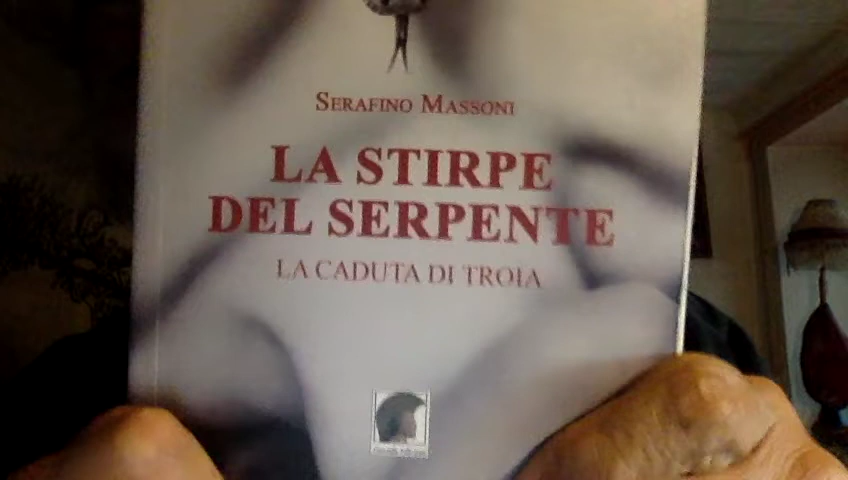 SERAFINO MASSONI
LA STIRPE
DEL SERPENTE
LA CADUTA DI TROIA